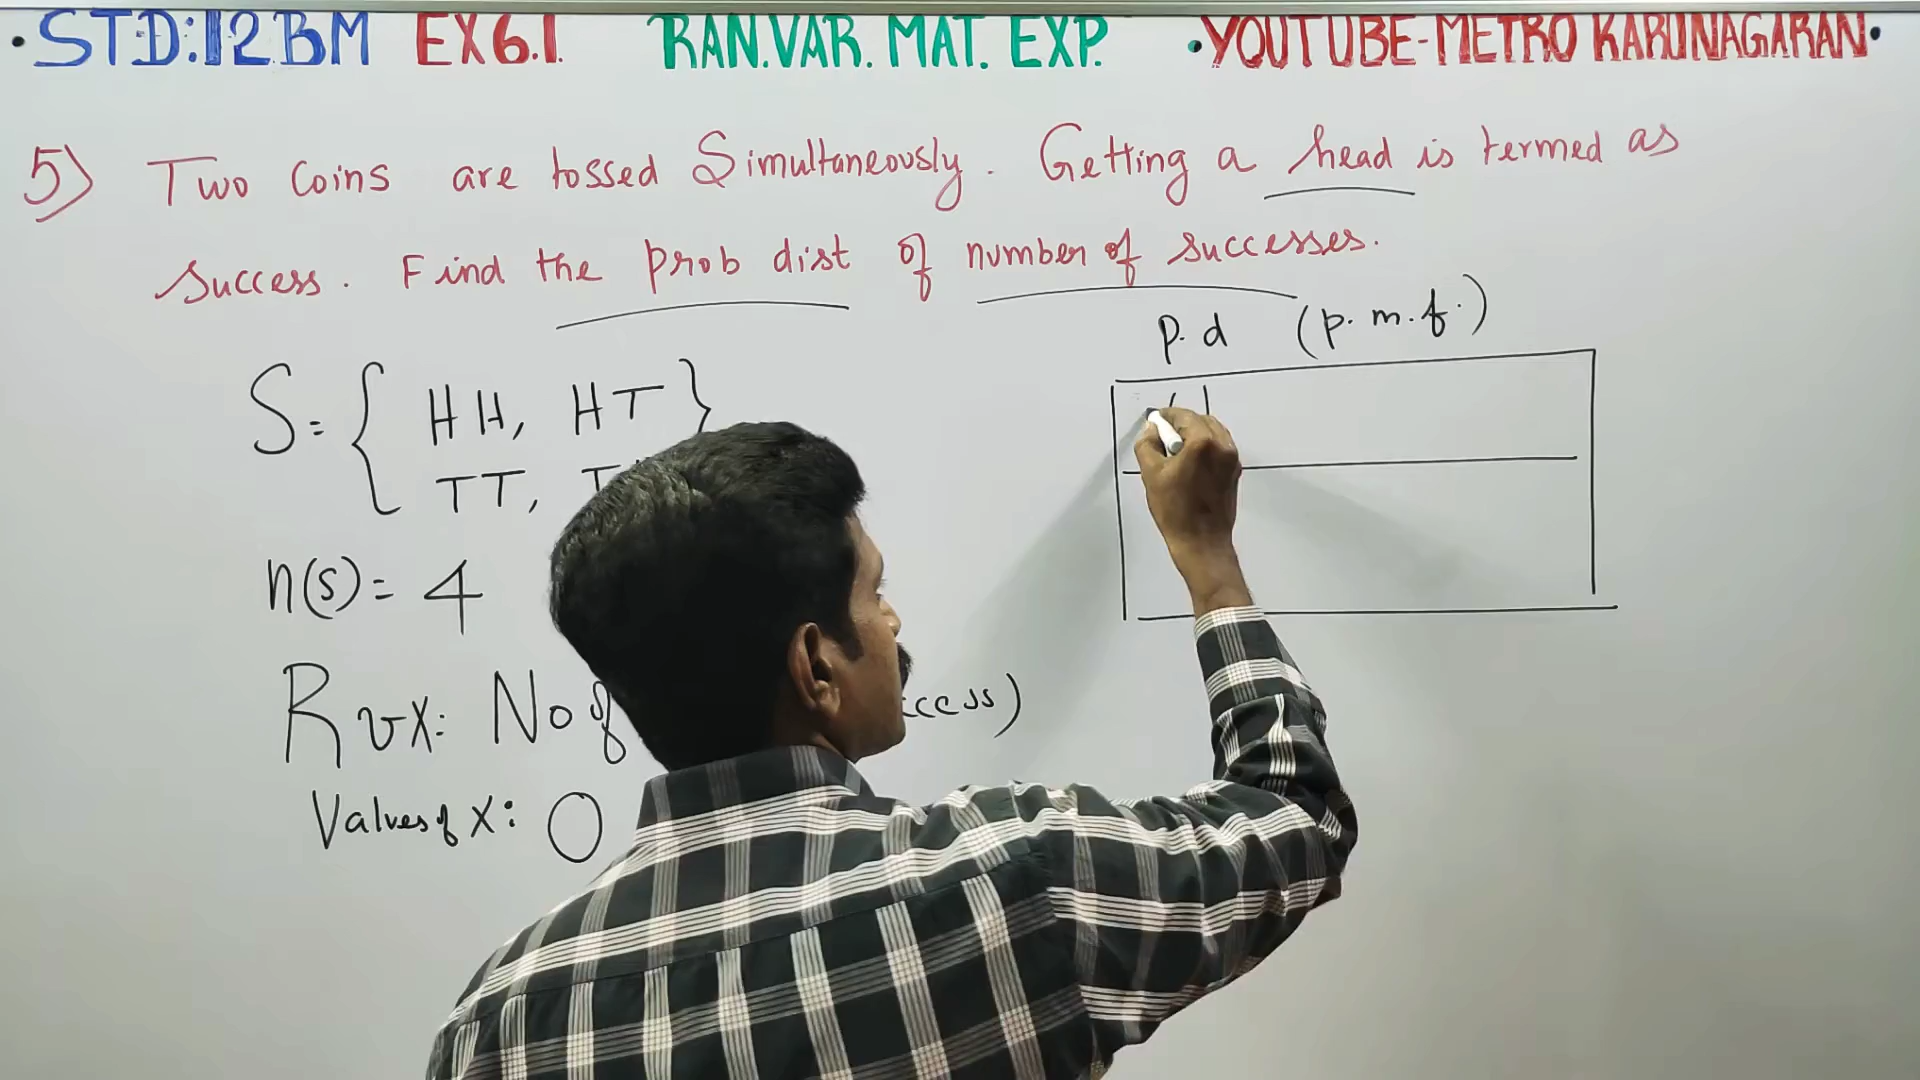 • STD:12BM EX6.1. RAN.VAR. MAT. EXP. • YOUTUBE-METRO KARUNAGARAN •
5) Two coins are tossed Simultaneously. Getting a head is termed as
success. Find the prob dist of number of successes.
p.d (p.m.f.)
S= { HH, HT }
TT,
n(s)= 4
R v X: No of ccess)
Values of X: 0